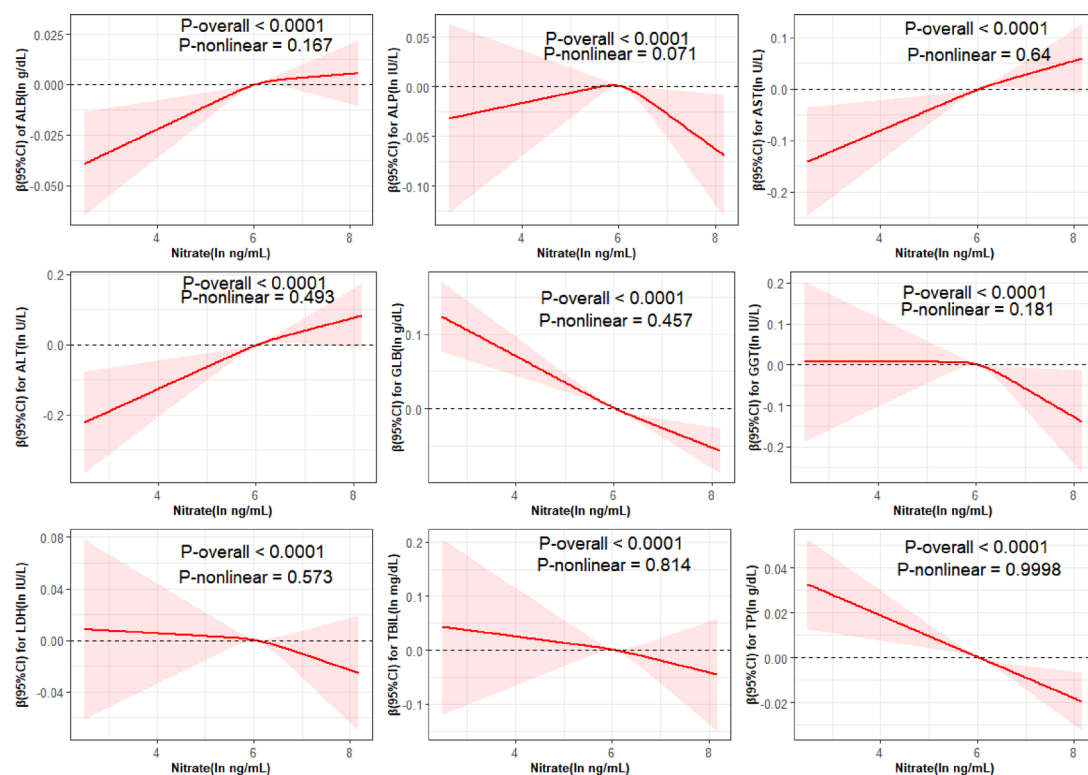 P-overall < 0.0001
P-nonlinear = 0.167
β(95%CI) of ALB(ln g/dL)
0.025
0.000
-0.025
-0.050
4 6 8
Nitrate(ln ng/mL)
P-overall < 0.0001
P-nonlinear = 0.071
β(95%CI) for ALP(ln IU/L)
0.05
0.00
-0.05
-0.10
4 6 8
Nitrate(ln ng/mL)
P-overall < 0.0001
P-nonlinear = 0.64
β(95%CI) for AST(ln U/L)
0.1
0.0
-0.1
-0.2
4 6 8
Nitrate(ln ng/mL)
P-overall < 0.0001
P-nonlinear = 0.493
β(95%CI) for ALT(ln U/L)
0.2
0.0
-0.2
4 6 8
Nitrate(ln ng/mL)
P-overall < 0.0001
P-nonlinear = 0.457
β(95%CI) for GLB(ln g/dL)
0.1
0.0
4 6 8
Nitrate(ln ng/mL)
P-overall < 0.0001
P-nonlinear = 0.181
β(95%CI) for GGT(ln IU/L)
0.2
0.1
0.0
-0.1
-0.2
4 6 8
Nitrate(ln ng/mL)
P-overall < 0.0001
P-nonlinear = 0.573
β(95%CI) for LDH(ln IU/L)
0.08
0.04
0.00
-0.04
4 6 8
Nitrate(ln ng/mL)
P-overall < 0.0001
P-nonlinear = 0.814
β(95%CI) for TBIL(ln mg/dL)
0.2
0.1
0.0
-0.1
4 6 8
Nitrate(ln ng/mL)
P-overall < 0.0001
P-nonlinear = 0.9998
β(95%CI) for TP(ln g/dL)
0.04
0.02
0.00
-0.02
4 6 8
Nitrate(ln ng/mL)